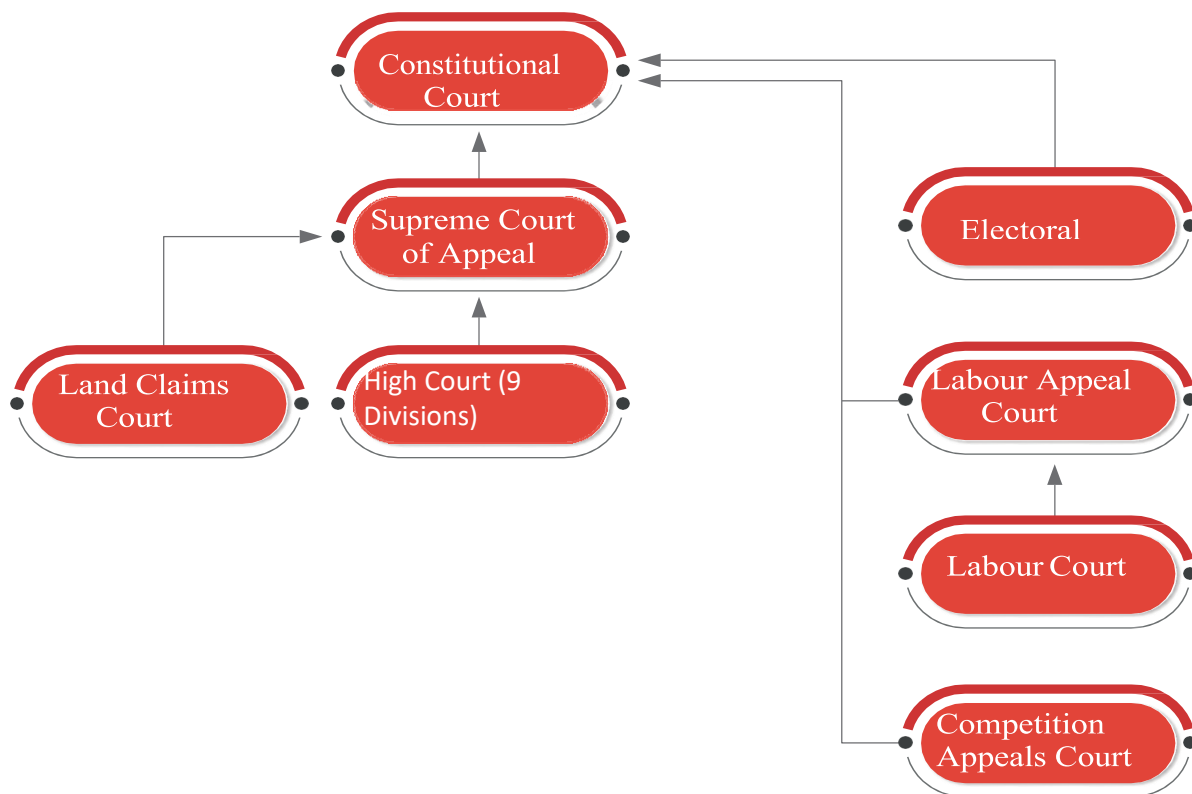 Constitutional
Court
Supreme Court
of Appeal
Electoral
Land Claims
Court
High Court (9
Divisions)
Labour Appeal
Court
Labour Court
Competition
Appeals Court